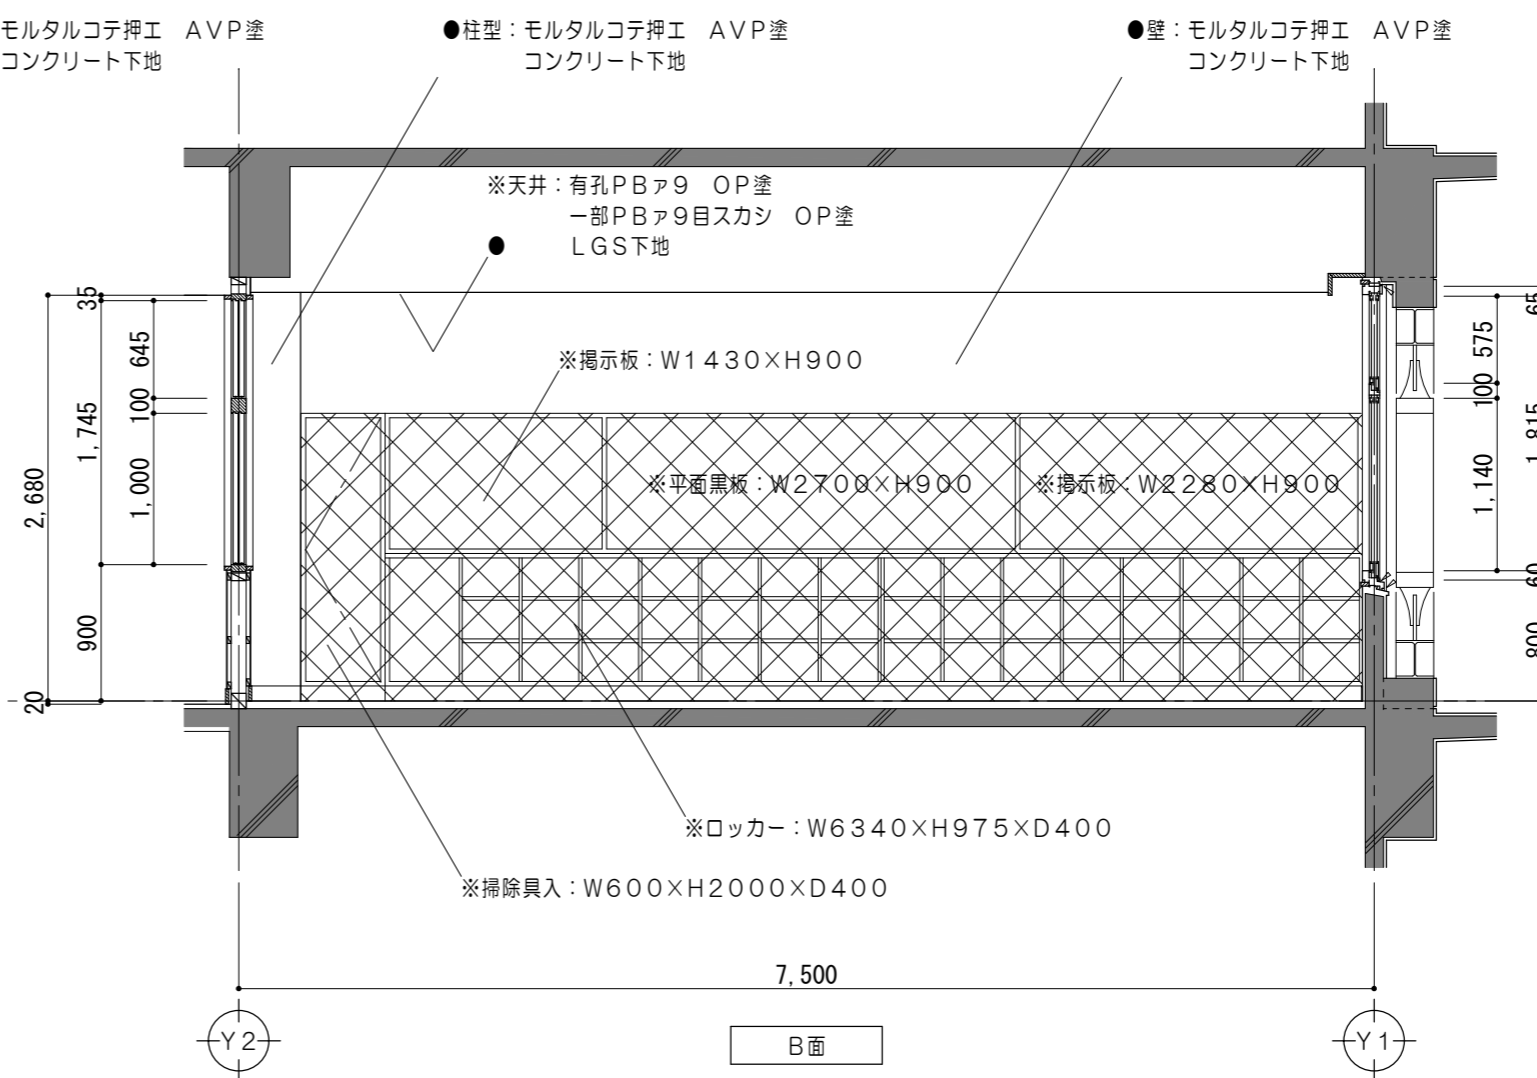 モルタルコテ押エ　ＡＶＰ塗
コンクリート下地
●柱型：モルタルコテ押エ　ＡＶＰ塗
コンクリート下地
●壁：モルタルコテ押エ　ＡＶＰ塗
コンクリート下地
※天井：有孔ＰＢァ９　ＯＰ塗
一部ＰＢァ９目スカシ　ＯＰ塗
●　ＬＧＳ下地
35
645
100
1,745
1,000
2,680
900
20
※掲示板：Ｗ１４３０×Ｈ９００
※平面黒板：Ｗ２７００×Ｈ９００
※掲示板：Ｗ２２８０×Ｈ９００
65
575
100
1,815
1,140
60
800
※ロッカー：Ｗ６３４０×Ｈ９７５×Ｄ４００
※掃除具入：Ｗ６００×Ｈ２０００×Ｄ４００
7,500
Ｙ２
Ｂ面
Ｙ１